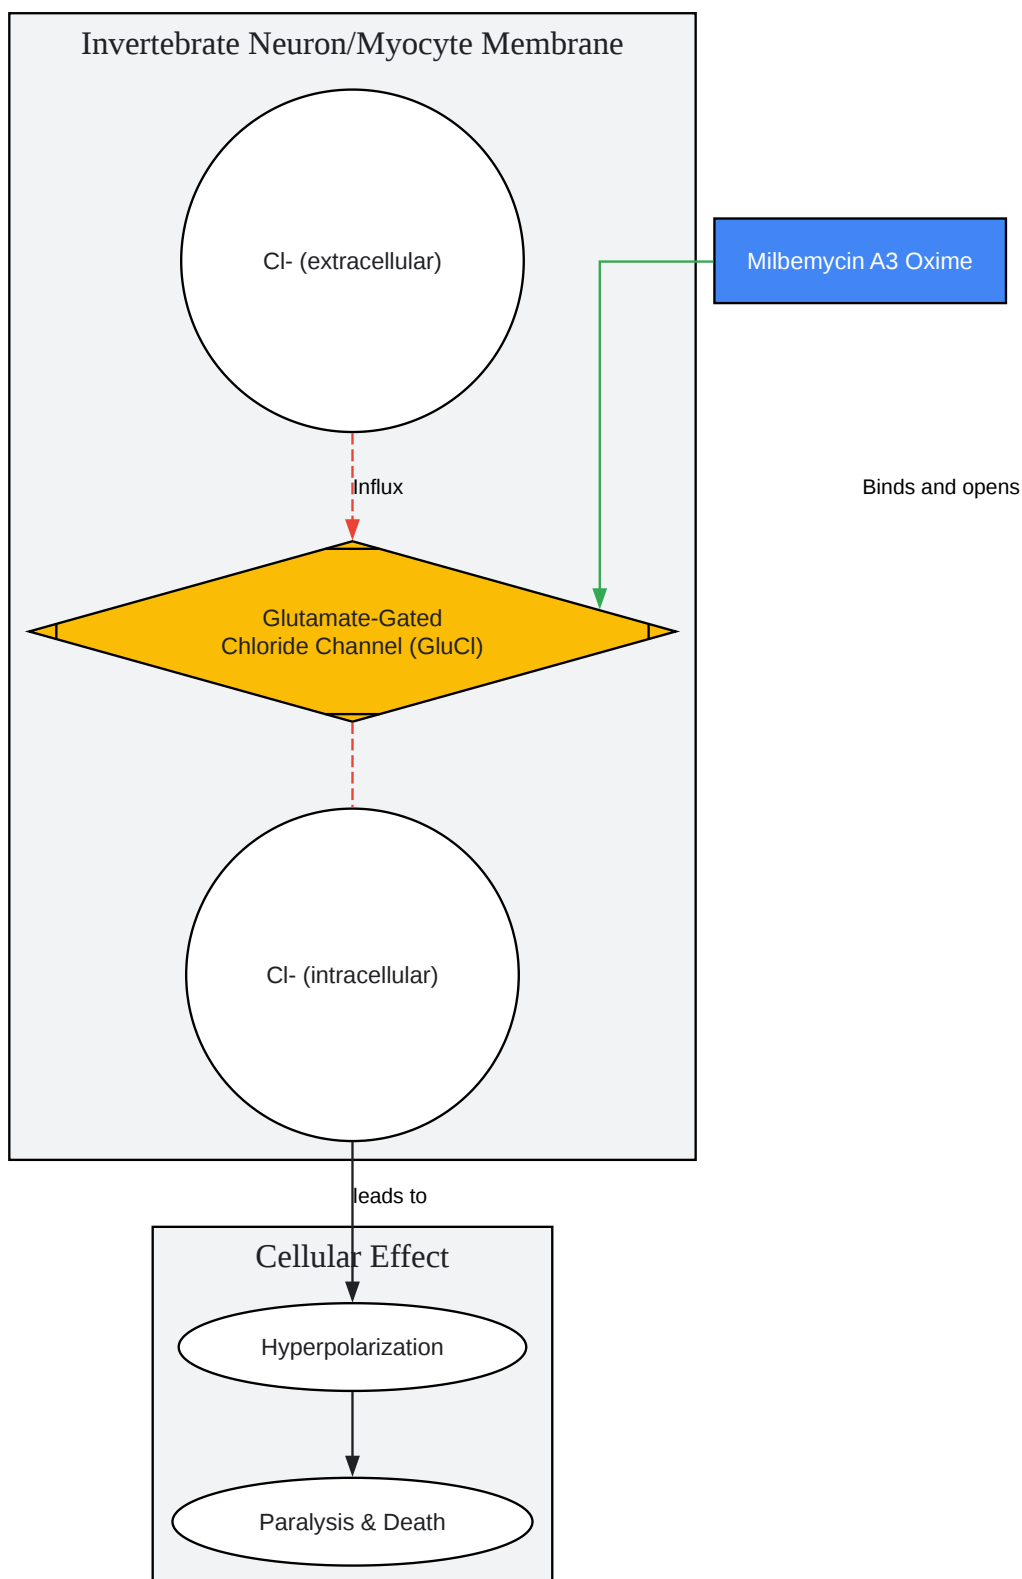 Invertebrate Neuron/Myocyte Membrane
Cl- (extracellular)
Milbemycin A3 Oxime
Influx
Binds and opens
Glutamate-Gated
Chloride Channel (GluCl)
Cl- (intracellular)
leads to
Cellular Effect
Hyperpolarization
Paralysis & Death